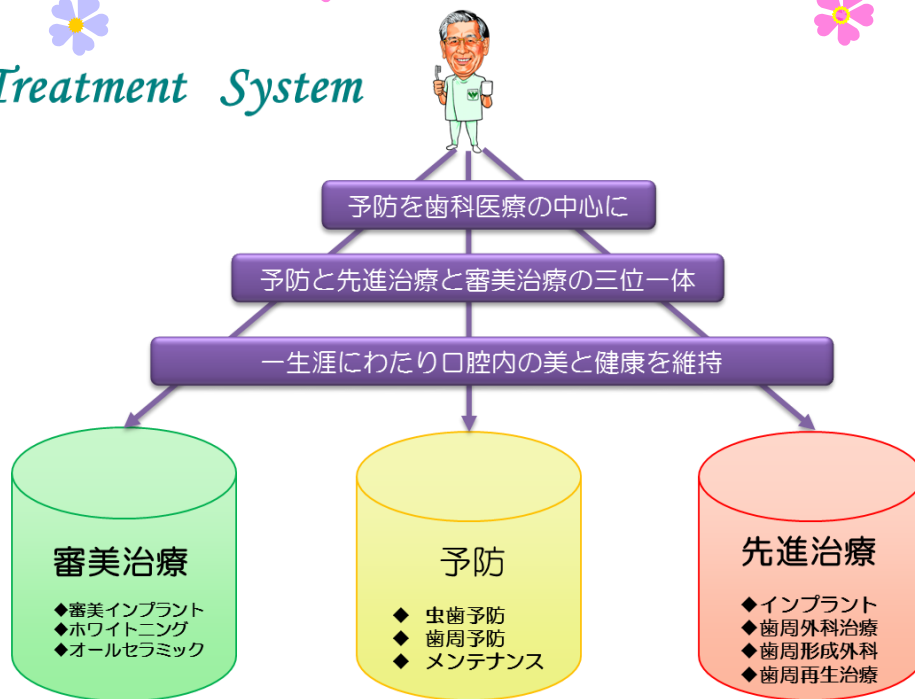 Treatment System
予防を歯科医療の中心に
予防と先進治療と審美治療の三位一体
一生涯にわたり口腔内の美と健康を維持
審美治療
◆審美インプラント
◆ホワイトニング
◆オールセラミック
予防
◆ 虫歯予防
◆ 歯周予防
◆ メンテナンス
先進治療
◆インプラント
◆歯周外科治療
◆歯周形成外科
◆歯周再生治療